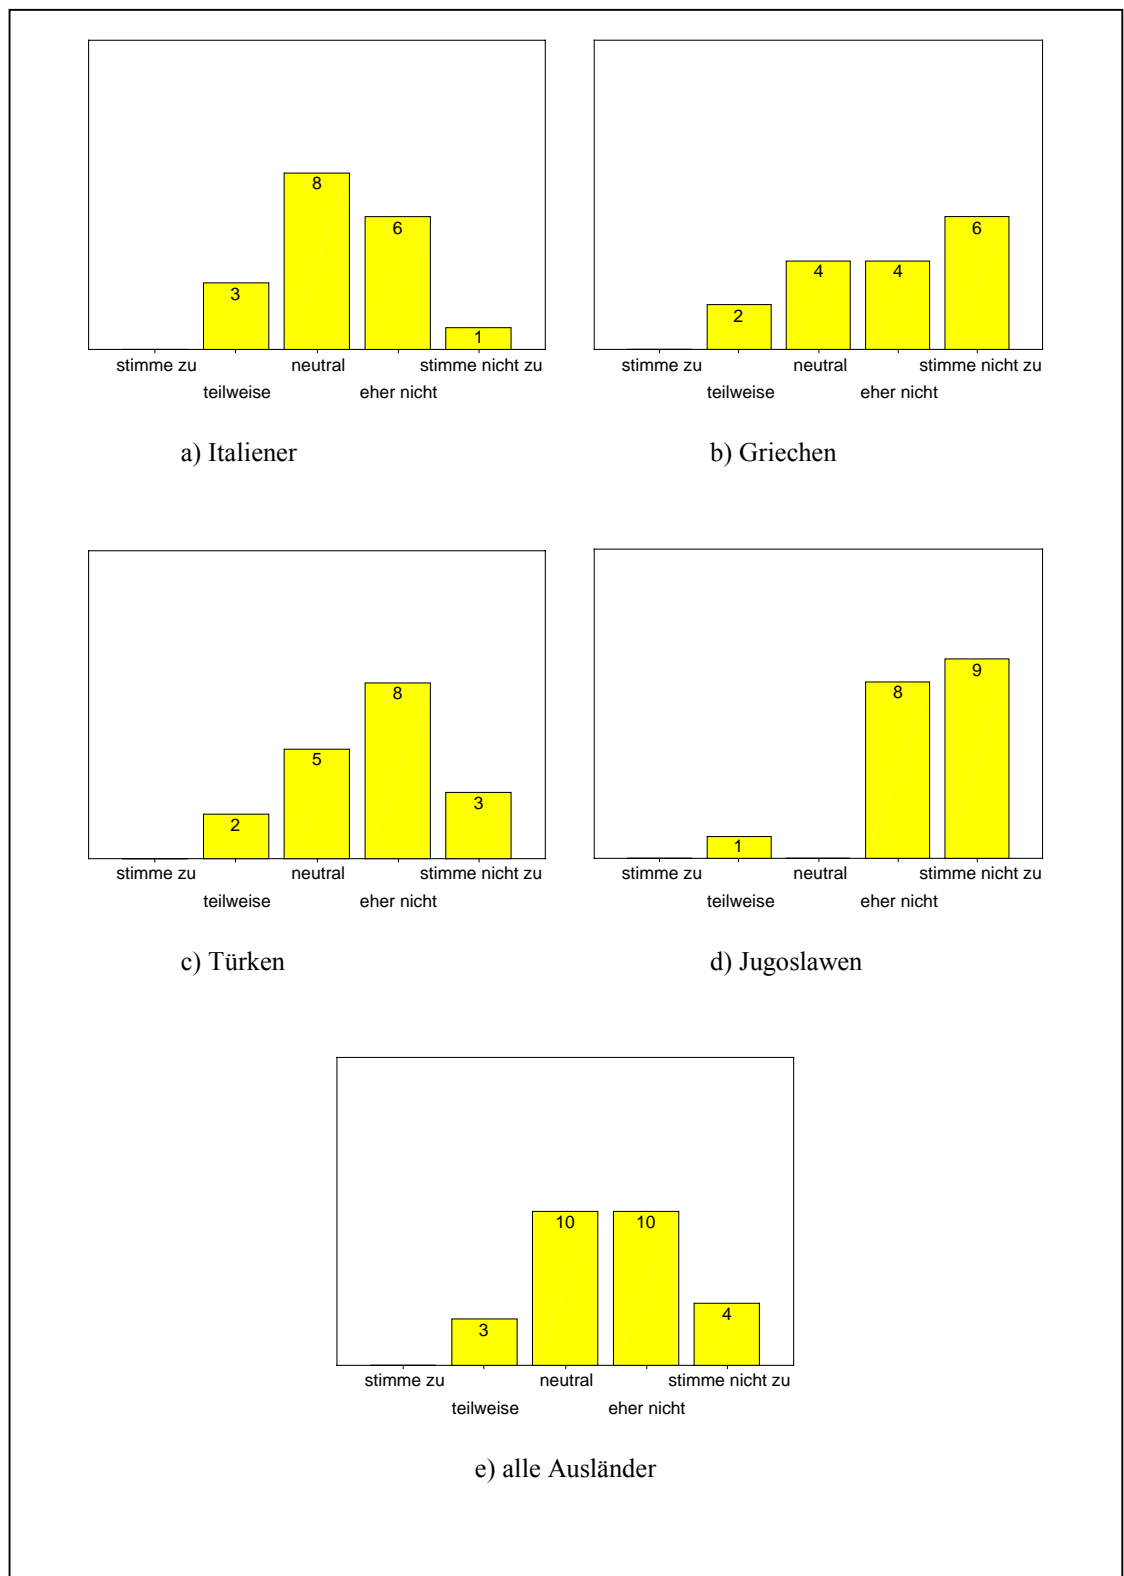 8
6
3
1
stimme zu neutral stimme nicht zu
teilweise eher nicht
a) Italiener
6
4 4
2
stimme zu neutral stimme nicht zu
teilweise eher nicht
b) Griechen
8
5
3
2
stimme zu neutral stimme nicht zu
teilweise eher nicht
c) Türken
9
8
1
stimme zu neutral stimme nicht zu
teilweise eher nicht
d) Jugoslawen
10 10
4
3
stimme zu neutral stimme nicht zu
teilweise eher nicht
e) alle Ausländer